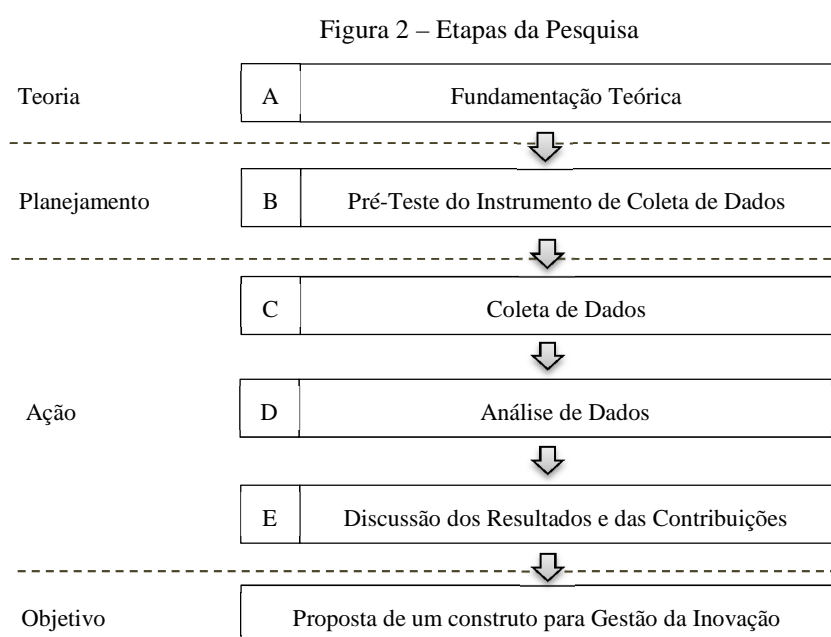 Figura 2 – Etapas da Pesquisa
Teoria A Fundamentação Teórica
Planejamento B Pré-Teste do Instrumento de Coleta de Dados
C Coleta de Dados
Ação D Análise de Dados
E Discussão dos Resultados e das Contribuições
Objetivo Proposta de um construto para Gestão da Inovação